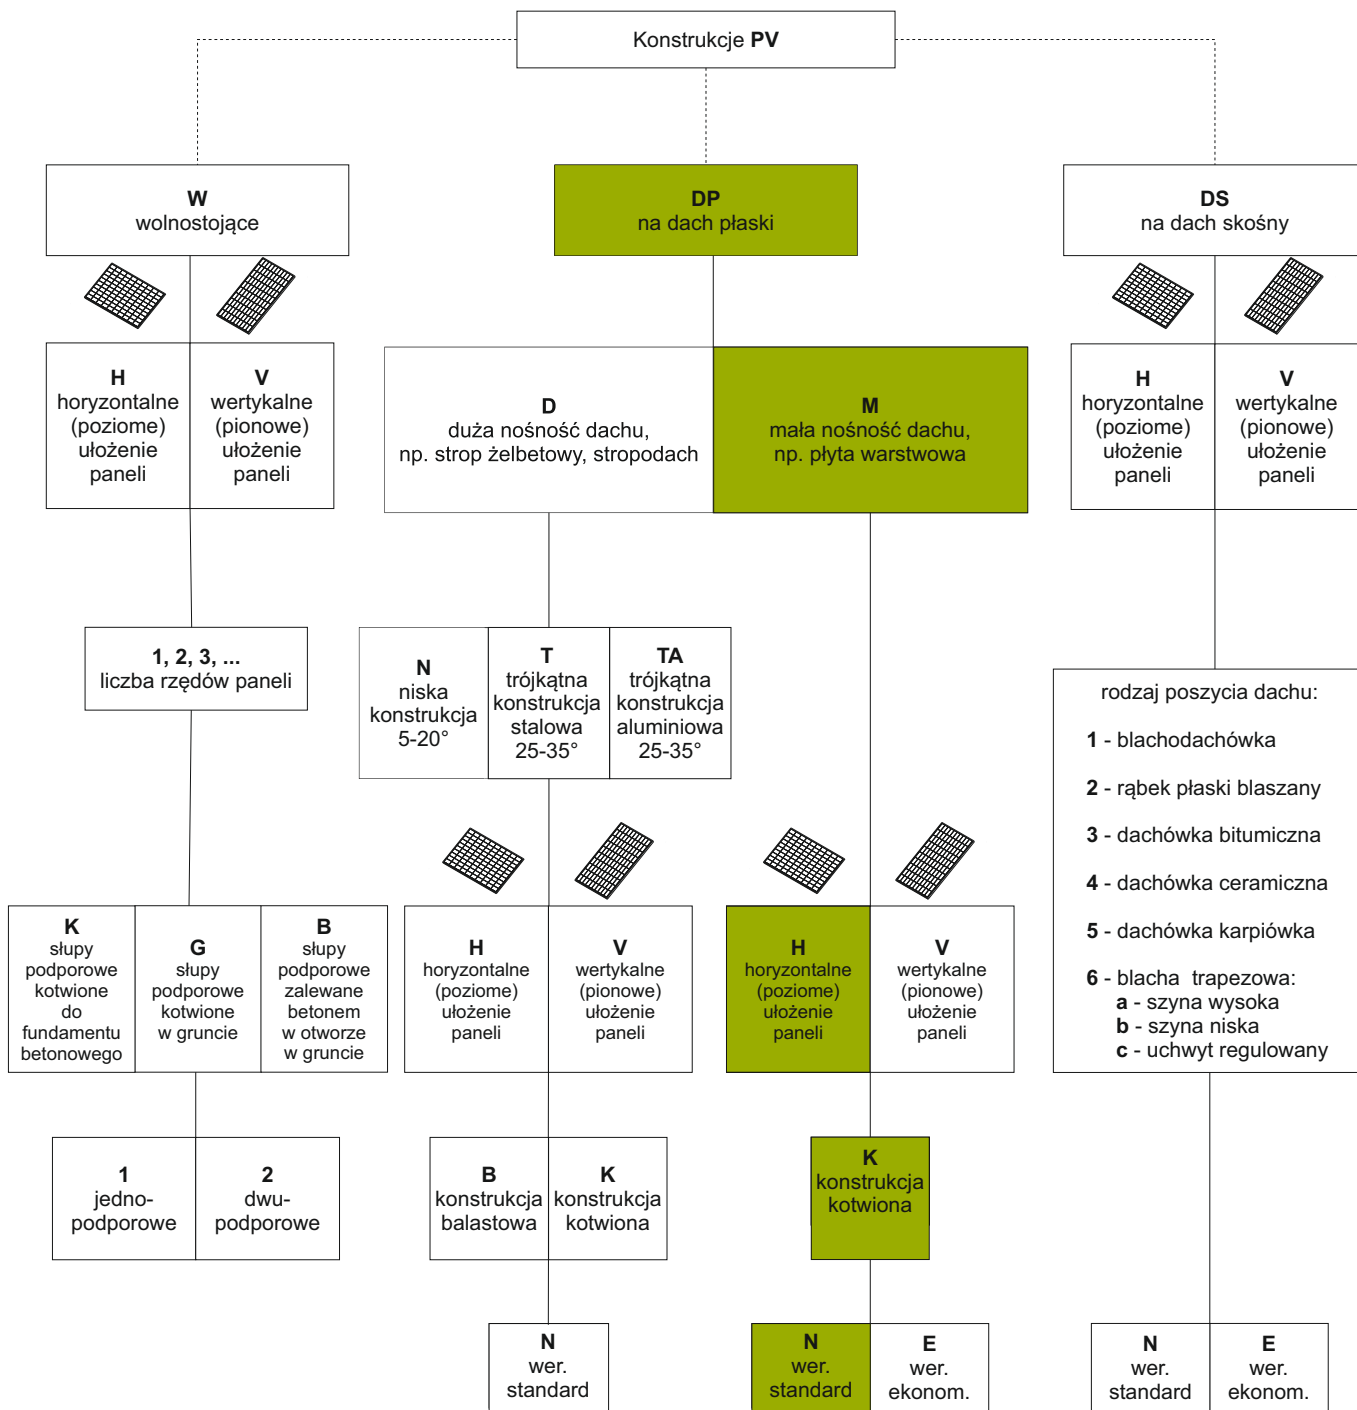 Konstrukcje PV
W
wolnostojące
DP
na dach płaski
DS
na dach skośny
H
horyzontalne
(poziome)
ułożenie
paneli
V
wertykalne
(pionowe)
ułożenie
paneli
D
duża nośność dachu,
np. strop żelbetowy, stropodach
M
mała nośność dachu,
np. płyta warstwowa
H
horyzontalne
(poziome)
ułożenie
paneli
V
wertykalne
(pionowe)
ułożenie
paneli
1, 2, 3, ...
liczba rzędów paneli
N
niska
konstrukcja
5-20°
T
trójkątna
konstrukcja
stalowa
25-35°
TA
trójkątna
konstrukcja
aluminiowa
25-35°
rodzaj poszycia dachu:
1 - blachodachówka
2 - rąbek płaski blaszany
3 - dachówka bitumiczna
4 - dachówka ceramiczna
5 - dachówka karpiówka
6 - blacha trapezowa:
a - szyna wysoka
b - szyna niska
c - uchwyt regulowany
K
słupy
podporowe
kotwione
do
fundamentu
betonowego
G
słupy
podporowe
kotwione
w gruncie
B
słupy
podporowe
zalewane
betonem
w otworze
w gruncie
H
horyzontalne
(poziome)
ułożenie
paneli
V
wertykalne
(pionowe)
ułożenie
paneli
H
horyzontalne
(poziome)
ułożenie
paneli
V
wertykalne
(pionowe)
ułożenie
paneli
1
jedno-
podporowe
2
dwu-
podporowe
B
konstrukcja
balastowa
K
konstrukcja
kotwiona
K
konstrukcja
kotwiona
N
wer.
standard
N
wer.
standard
E
wer.
ekonom.
N
wer.
standard
E
wer.
ekonom.